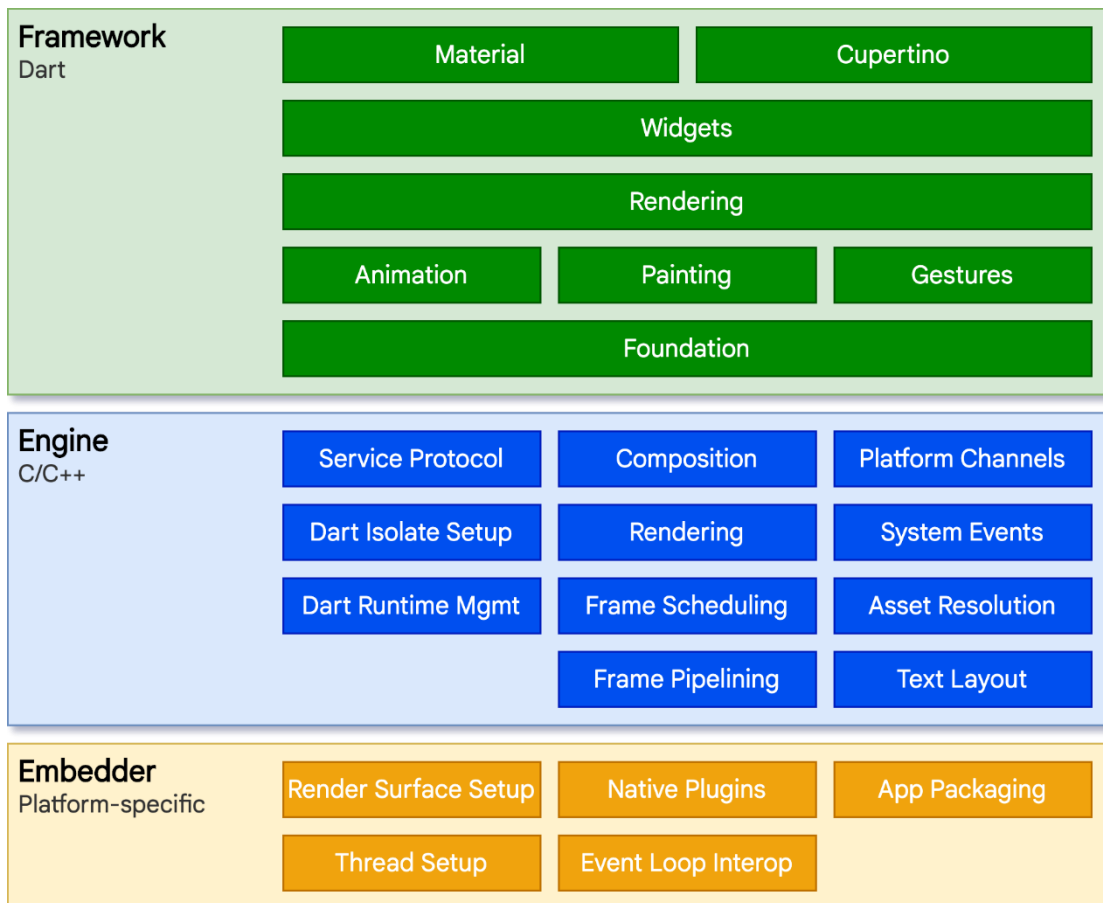 Framework
Dart
Material
Cupertino
Widgets
Rendering
Animation
Painting
Gestures
Foundation
Engine
C/C++
Service Protocol
Composition
Platform Channels
Dart Isolate Setup
Rendering
System Events
Dart Runtime Mgmt
Frame Scheduling
Asset Resolution
Frame Pipelining
Text Layout
Embedder
Platform-specific
Render Surface Setup
Native Plugins
App Packaging
Thread Setup
Event Loop Interop